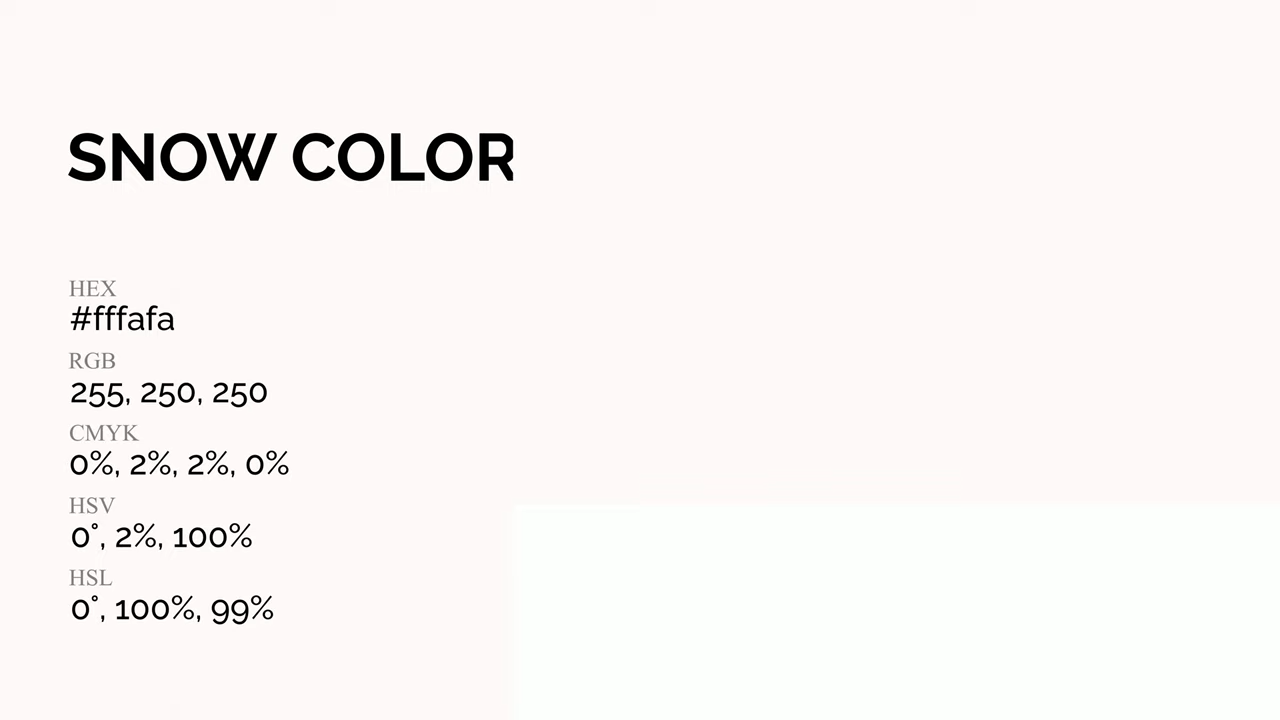 SNOW COLOR
HEX
#fffafa
RGB
255, 250, 250
CMYK
0%, 2%, 2%, 0%
HSV
0°, 2%, 100%
HSL
0°, 100%, 99%